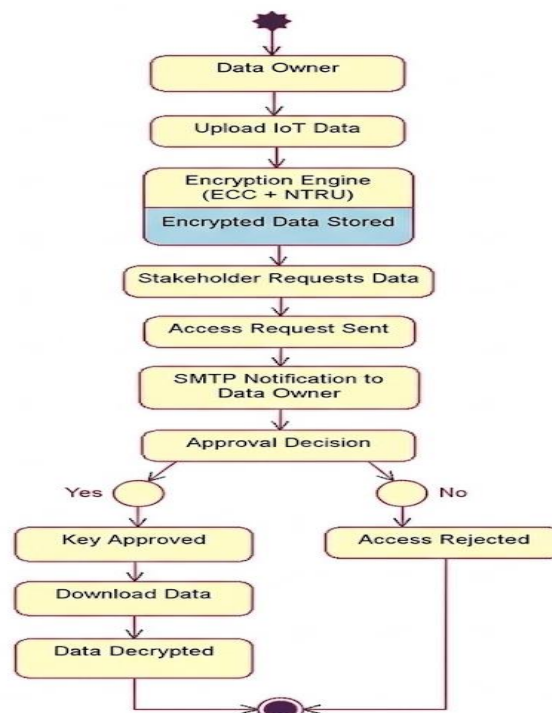 Data Owner
Upload IoT Data
Encryption Engine
(ECC + NTRU)
Encrypted Data Stored
Stakeholder Requests Data
Access Request Sent
SMTP Notification to
Data Owner
Approval Decision
Yes
No
Key Approved
Access Rejected
Download Data
Data Decrypted